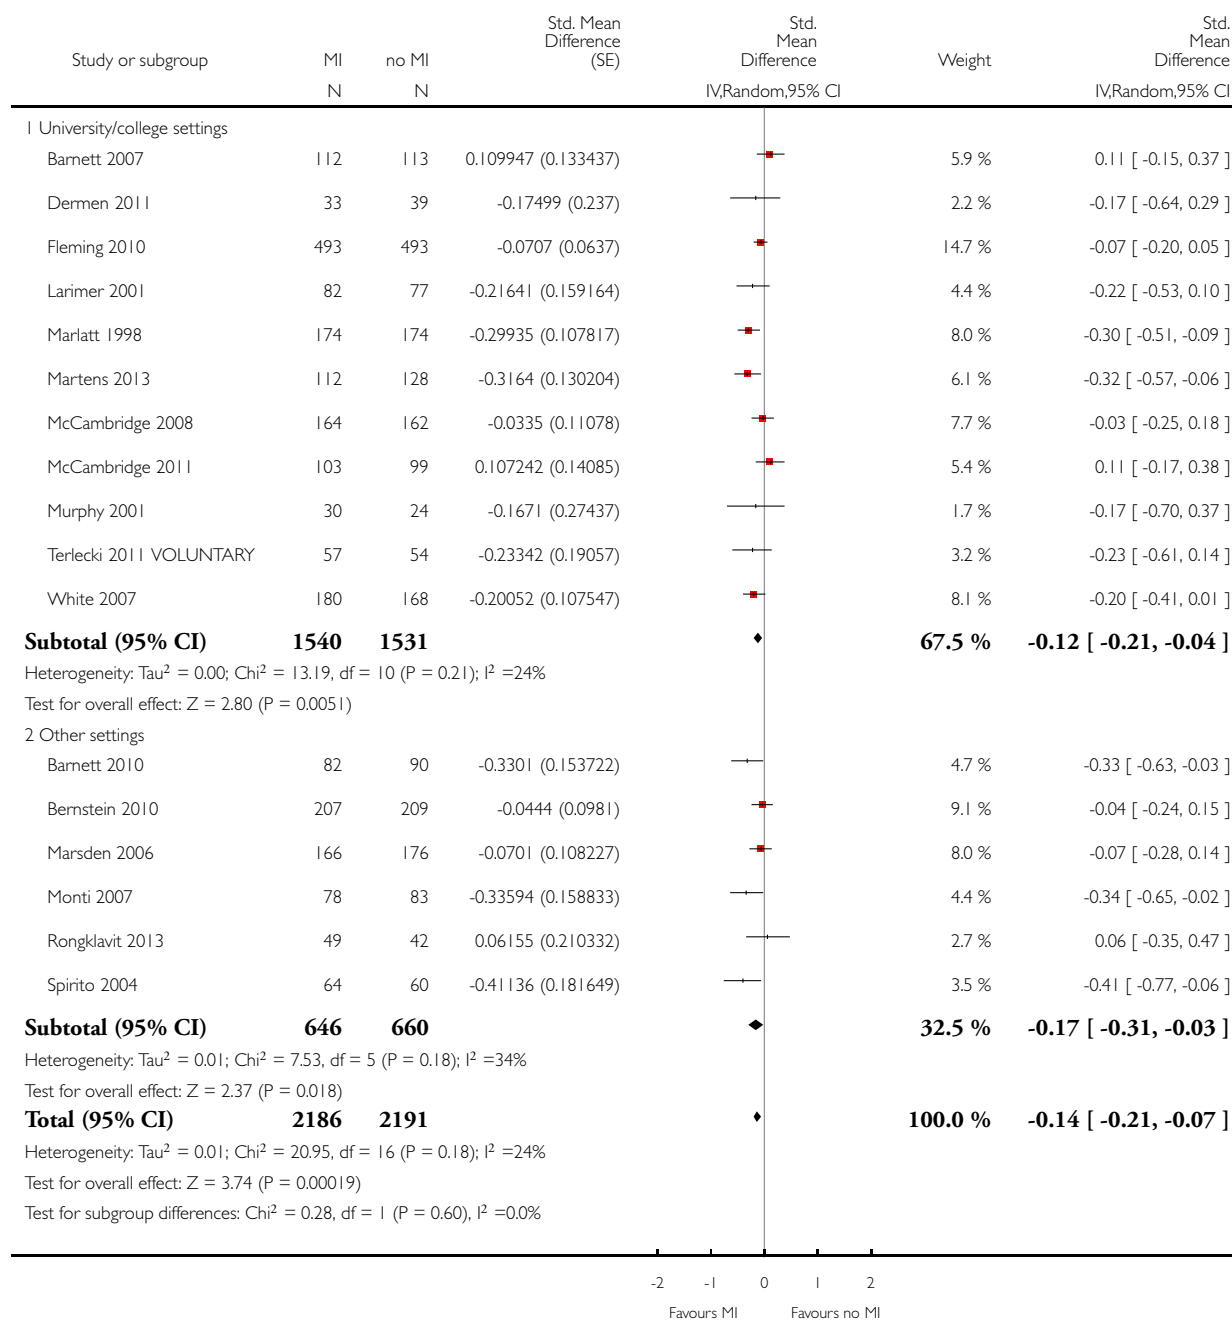 Study or subgroup MI no MI Std. Mean Difference (SE) Std. Mean Difference Weight Std. Mean Difference
N N IV,Random,95% CI IV,Random,95% CI
1 University/college settings
Barnett 2007 112 113 0.109947 (0.133437) 5.9 % 0.11 [ -0.15, 0.37 ]
Dermen 2011 33 39 -0.17499 (0.237) 2.2 % -0.17 [ -0.64, 0.29 ]
Fleming 2010 493 493 -0.0707 (0.0637) 14.7 % -0.07 [ -0.20, 0.05 ]
Larimer 2001 82 77 -0.21641 (0.159164) 4.4 % -0.22 [ -0.53, 0.10 ]
Marlatt 1998 174 174 -0.29935 (0.107817) 8.0 % -0.30 [ -0.51, -0.09 ]
Martens 2013 112 128 -0.3164 (0.130204) 6.1 % -0.32 [ -0.57, -0.06 ]
McCambridge 2008 164 162 -0.0335 (0.11078) 7.7 % -0.03 [ -0.25, 0.18 ]
McCambridge 2011 103 99 0.107242 (0.14085) 5.4 % 0.11 [ -0.17, 0.38 ]
Murphy 2001 30 24 -0.1671 (0.27437) 1.7 % -0.17 [ -0.70, 0.37 ]
Terlecki 2011 VOLUNTARY 57 54 -0.23342 (0.19057) 3.2 % -0.23 [ -0.61, 0.14 ]
White 2007 180 168 -0.20052 (0.107547) 8.1 % -0.20 [ -0.41, 0.01 ]
Subtotal (95% CI) 1540 1531 67.5 % -0.12 [ -0.21, -0.04 ]
Heterogeneity: Tau² = 0.00; Chi² = 13.19, df = 10 (P = 0.21); I² =24%
Test for overall effect: Z = 2.80 (P = 0.0051)
2 Other settings
Barnett 2010 82 90 -0.3301 (0.153722) 4.7 % -0.33 [ -0.63, -0.03 ]
Bernstein 2010 207 209 -0.0444 (0.0981) 9.1 % -0.04 [ -0.24, 0.15 ]
Marsden 2006 166 176 -0.0701 (0.108227) 8.0 % -0.07 [ -0.28, 0.14 ]
Monti 2007 78 83 -0.33594 (0.158833) 4.4 % -0.34 [ -0.65, -0.02 ]
Rongklavit 2013 49 42 0.06155 (0.210332) 2.7 % 0.06 [ -0.35, 0.47 ]
Spirito 2004 64 60 -0.41136 (0.181649) 3.5 % -0.41 [ -0.77, -0.06 ]
Subtotal (95% CI) 646 660 32.5 % -0.17 [ -0.31, -0.03 ]
Heterogeneity: Tau² = 0.01; Chi² = 7.53, df = 5 (P = 0.18); I² =34%
Test for overall effect: Z = 2.37 (P = 0.018)
Total (95% CI) 2186 2191 100.0 % -0.14 [ -0.21, -0.07 ]
Heterogeneity: Tau² = 0.01; Chi² = 20.95, df = 16 (P = 0.18); I² =24%
Test for overall effect: Z = 3.74 (P = 0.00019)
Test for subgroup differences: Chi² = 0.28, df = 1 (P = 0.60), I² =0.0%
-2 -1 0 1 2
Favours MI Favours no MI